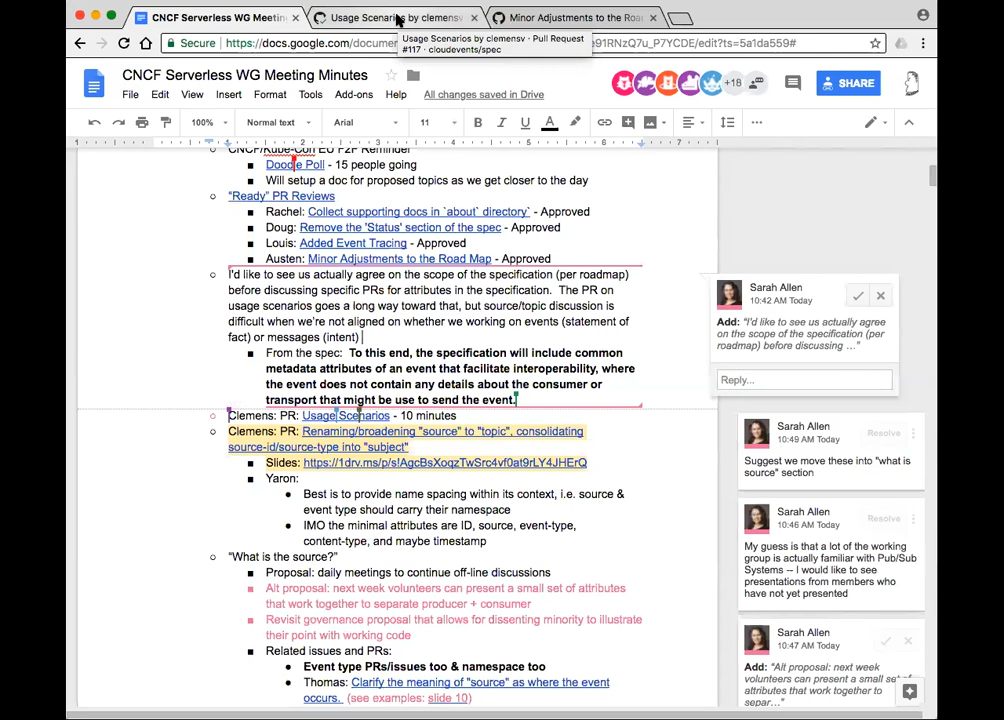 CNCF Serverless WG Meeting
Usage Scenarios by clemensv
Minor Adjustments to the Roa
Secure
https://docs.google.com/docume
e91RNzQ7u_P7YCDE/edit?ts=5a1da559#
Usage Scenarios by clemensv · Pull Request
#117 · cloudevents/spec
CNCF Serverless WG Meeting Minutes
File Edit View Insert Format Tools Add-ons Help All changes saved in Drive
+18
SHARE
100% Normal text Arial 11
B I U A
1 1 2 3 4 5 6 7
CNCF/Kube-Con EU F2F Reminder
Doodle Poll - 15 people going
Will setup a doc for proposed topics as we get closer to the day
“Ready” PR Reviews
Rachel: Collect supporting docs in `about` directory` - Approved
Doug: Remove the 'Status' section of the spec - Approved
Louis: Added Event Tracing - Approved
Austen: Minor Adjustments to the Road Map - Approved
I'd like to see us actually agree on the scope of the specification (per roadmap)
before discussing specific PRs for attributes in the specification. The PR on
usage scenarios goes a long way toward that, but source/topic discussion is
difficult when we're not aligned on whether we working on events (statement of
fact) or messages (intent)
From the spec: To this end, the specification will include common
metadata attributes of an event that facilitate interoperability, where
the event does not contain any details about the consumer or
transport that might be use to send the event.
Clemens: PR: Usage Scenarios - 10 minutes
Clemens: PR: Renaming/broadening "source" to "topic", consolidating
source-id/source-type into "subject"
Slides: https://1drv.ms/p/s!AgcBsXoqzTwSrc4vf0at9rLY4JHErQ
Yaron:
Best is to provide name spacing within its context, i.e. source &
event type should carry their namespace
IMO the minimal attributes are ID, source, event-type,
content-type, and maybe timestamp
“What is the source?”
Proposal: daily meetings to continue off-line discussions
Alt proposal: next week volunteers can present a small set of attributes
that work together to separate producer + consumer
Revisit governance proposal that allows for dissenting minority to illustrate
their point with working code
Related issues and PRs:
Event type PRs/issues too & namespace too
Thomas: Clarify the meaning of "source" as where the event
occurs. (see examples: slide 10)
Sarah Allen
10:42 AM Today
Add: “I'd like to see us actually agree
on the scope of the specification (per
roadmap) before discussing ...”
Reply...
Sarah Allen
10:49 AM Today
Resolve
Suggest we move these into "what is
source" section
Sarah Allen
10:46 AM Today
Resolve
My guess is that a lot of the working
group is actually familiar with Pub/Sub
Systems -- I would like to see
presentations from members who
have not yet presented
Sarah Allen
10:47 AM Today
Add: “Alt proposal: next week
volunteers can present a small set of
attributes that work together to
separ...”